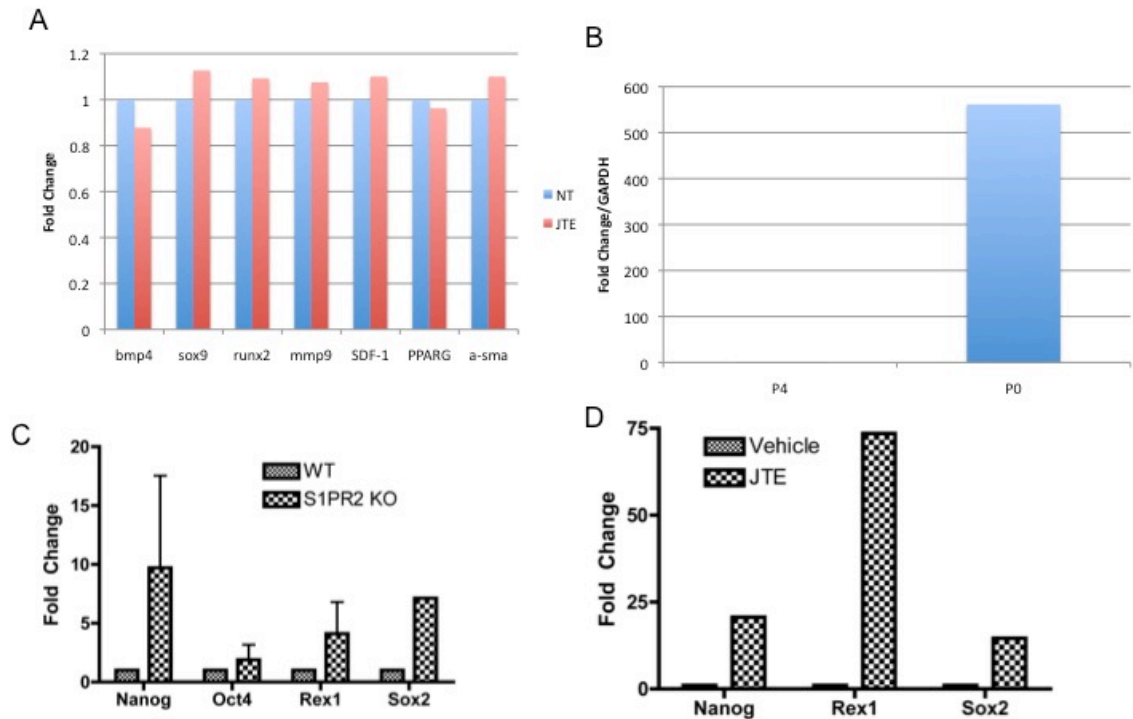 A
Fold Change
1.2
1
0.8
0.6
0.4
0.2
0
bmp4 sox9 runx2 mmp9 SDF-1 PPARG a-sma
NT
JTE
B
Fold Change/GAPDH
600
500
400
300
200
100
0
P4 P0
C
Fold Change
20
15
10
5
0
WT
S1PR2 KO
Nanog Oct4 Rex1 Sox2
D
Fold Change
75
50
25
0
Vehicle
JTE
Nanog Rex1 Sox2